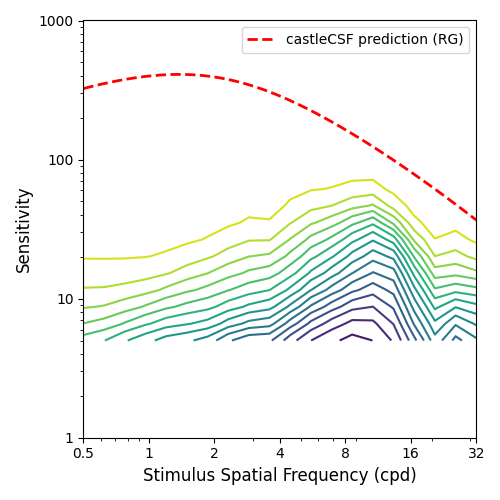 1000
castleCSF prediction (RG)
100
Sensitivity
10
1
0.5 1 2 4 8 16 32
Stimulus Spatial Frequency (cpd)